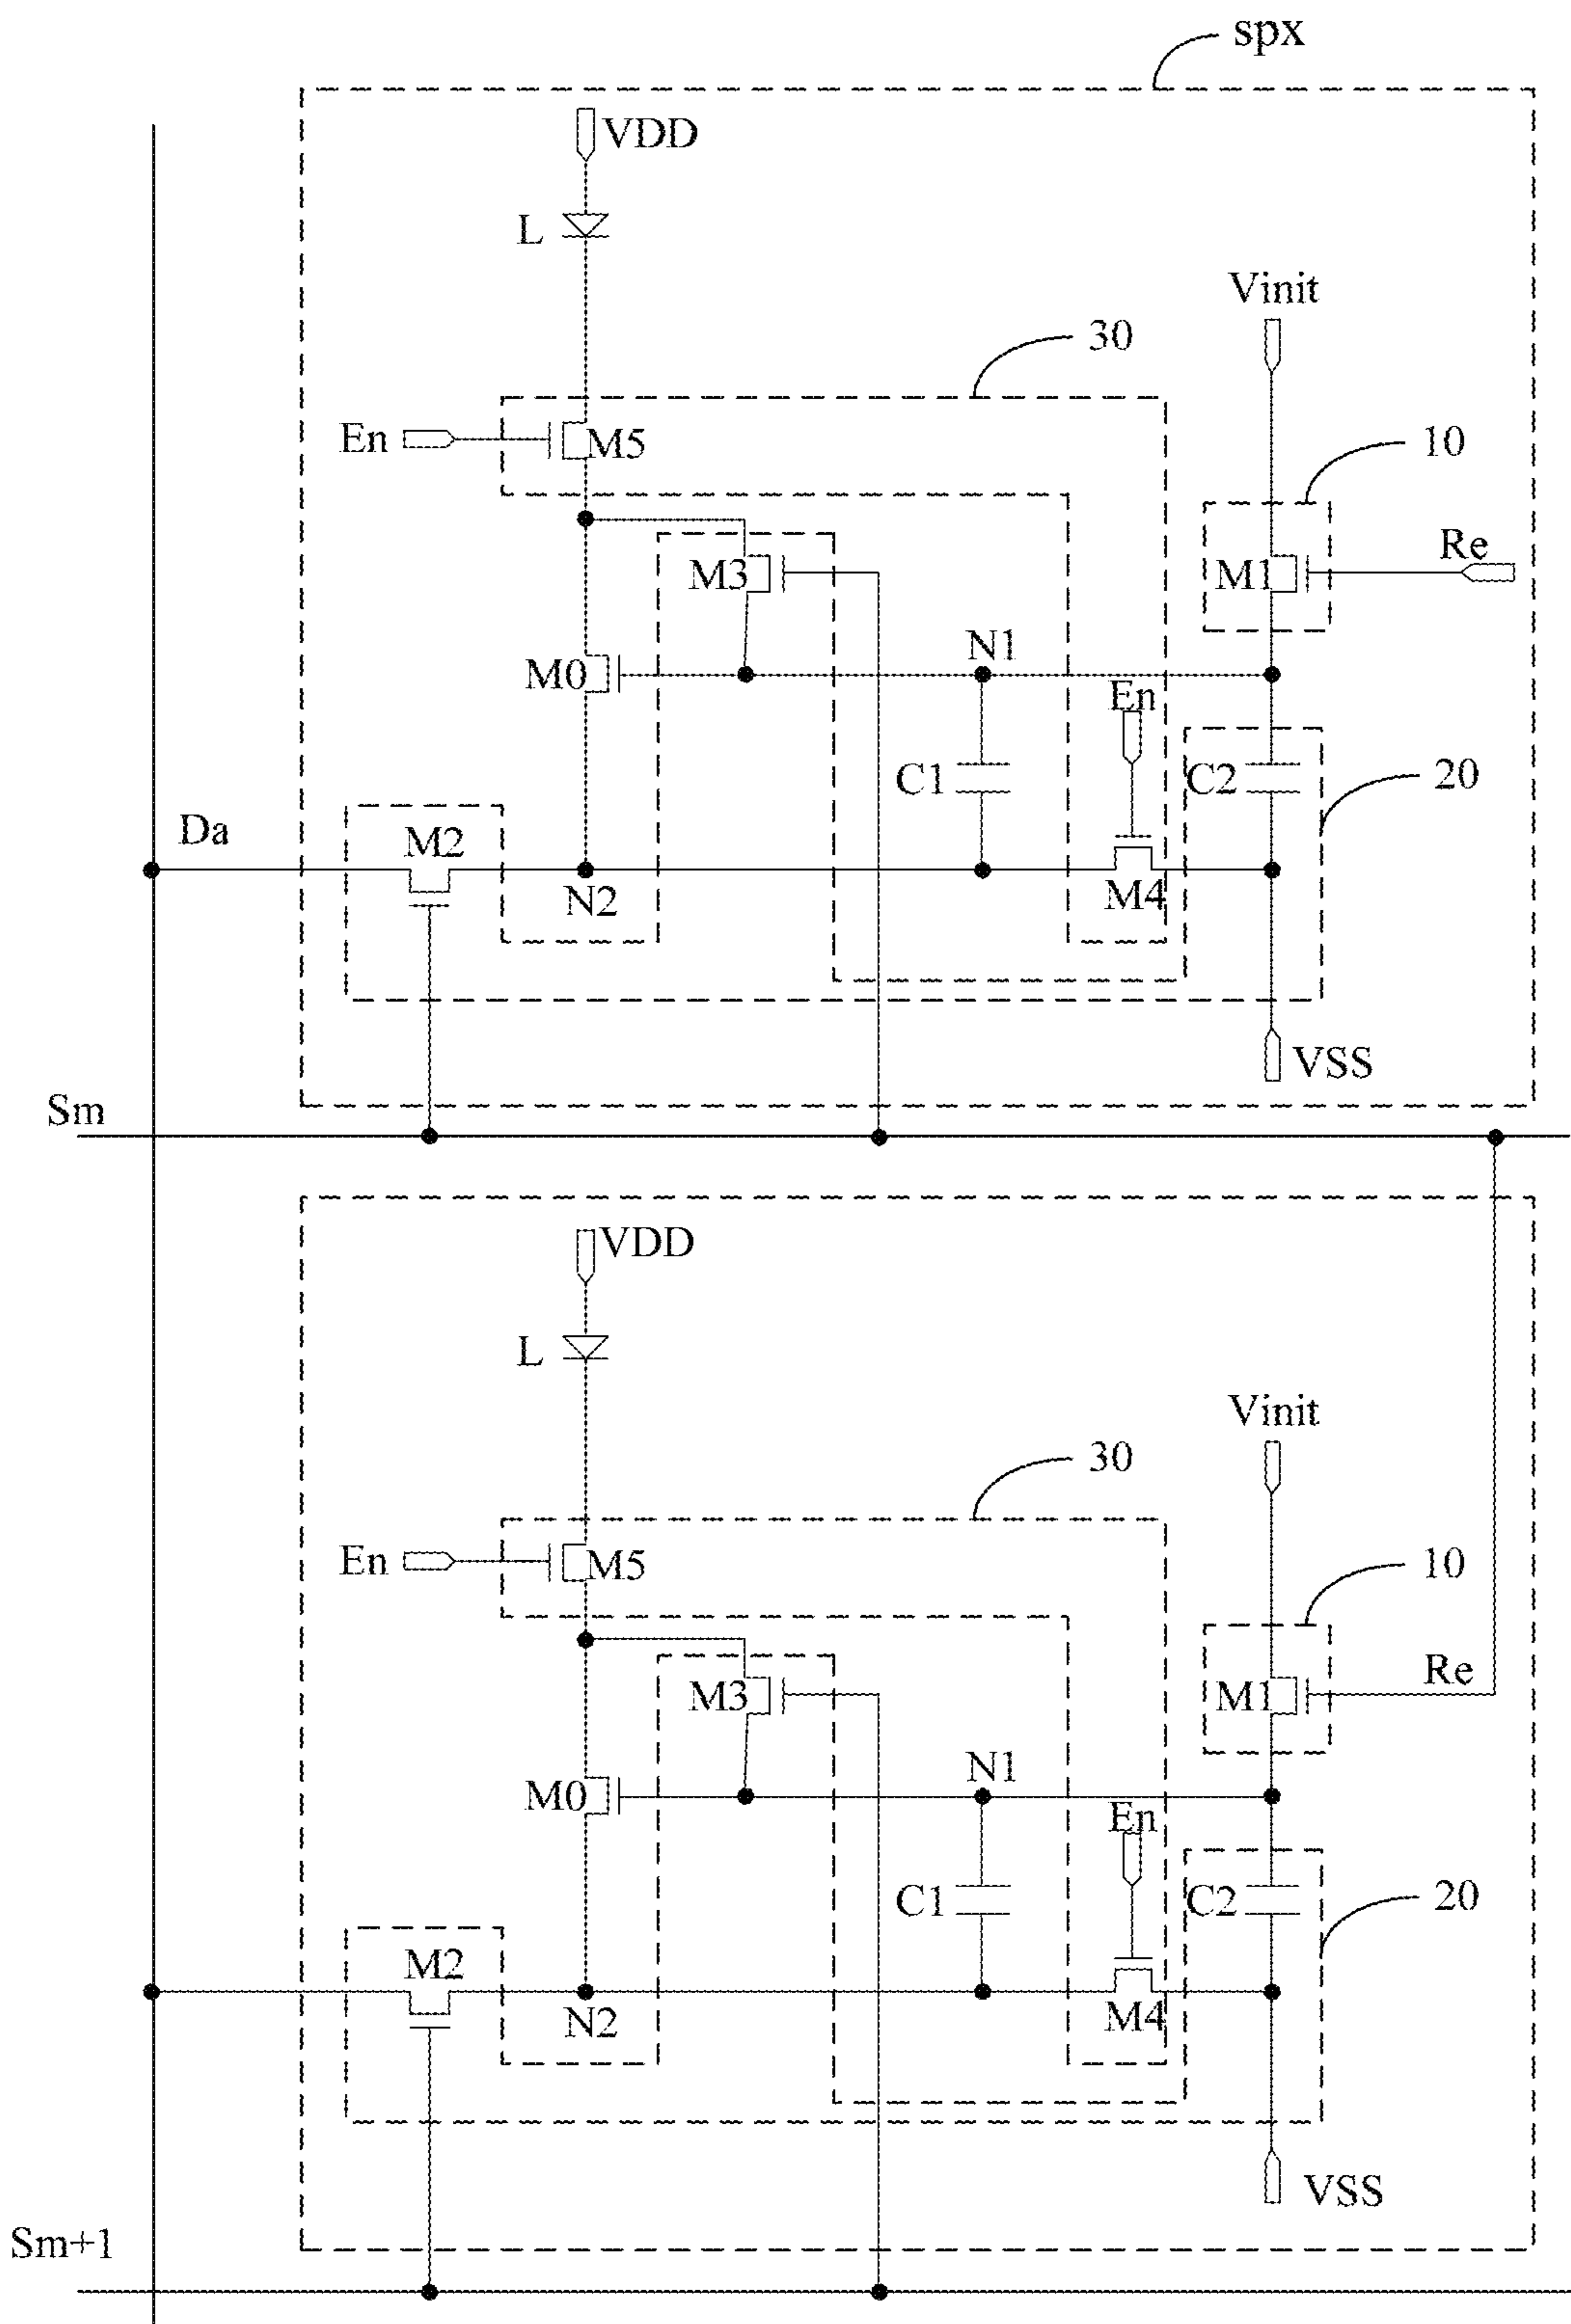 spx
VDD
L
Vinit
30
En
M5
10
Re
M3
M1
N1
M0
En
C1
C2
20
Da
M2
N2
M4
VSS
Sm
VDD
L
Vinit
30
En
M5
10
Re
M3
M1
N1
M0
En
C1
C2
20
M2
N2
M4
VSS
Sm+1